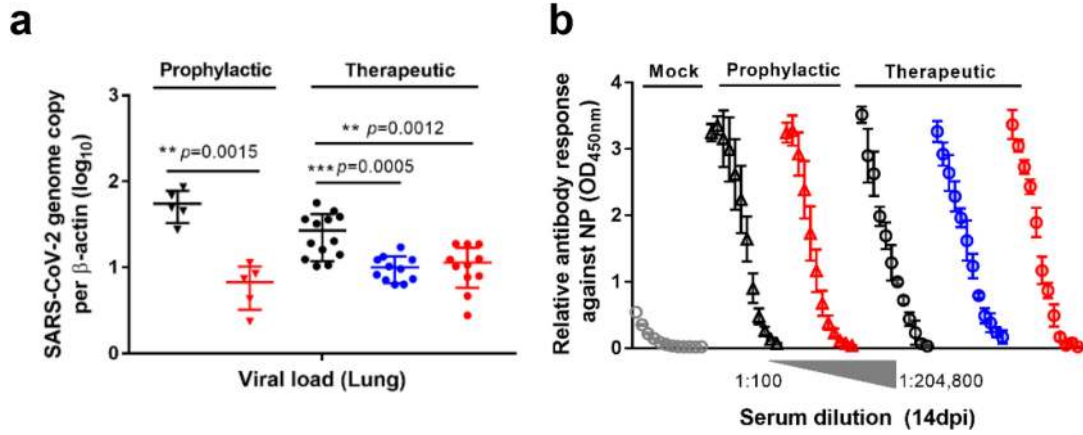 a
Prophylactic Therapeutic
SARS-CoV-2 genome copy
per β-actin (log10)
3
2
1
0
** p=0.0015
** p=0.0012
*** p=0.0005
Viral load (Lung)
b
Mock Prophylactic Therapeutic
Relative antibody response
against NP (OD450nm)
4
3
2
1
0
1:100 1:204,800
Serum dilution (14dpi)